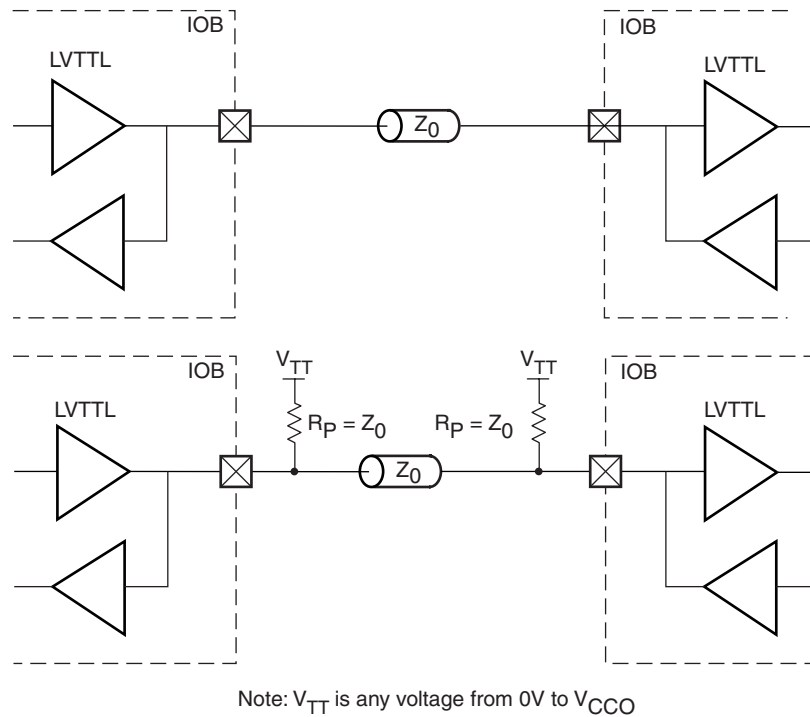 IOB
IOB
LVTTL
LVTTL
Z0
IOB
VTT
VTT
IOB
LVTTL
RP = Z0
RP = Z0
LVTTL
Z0
Note: VTT is any voltage from 0V to VCCO